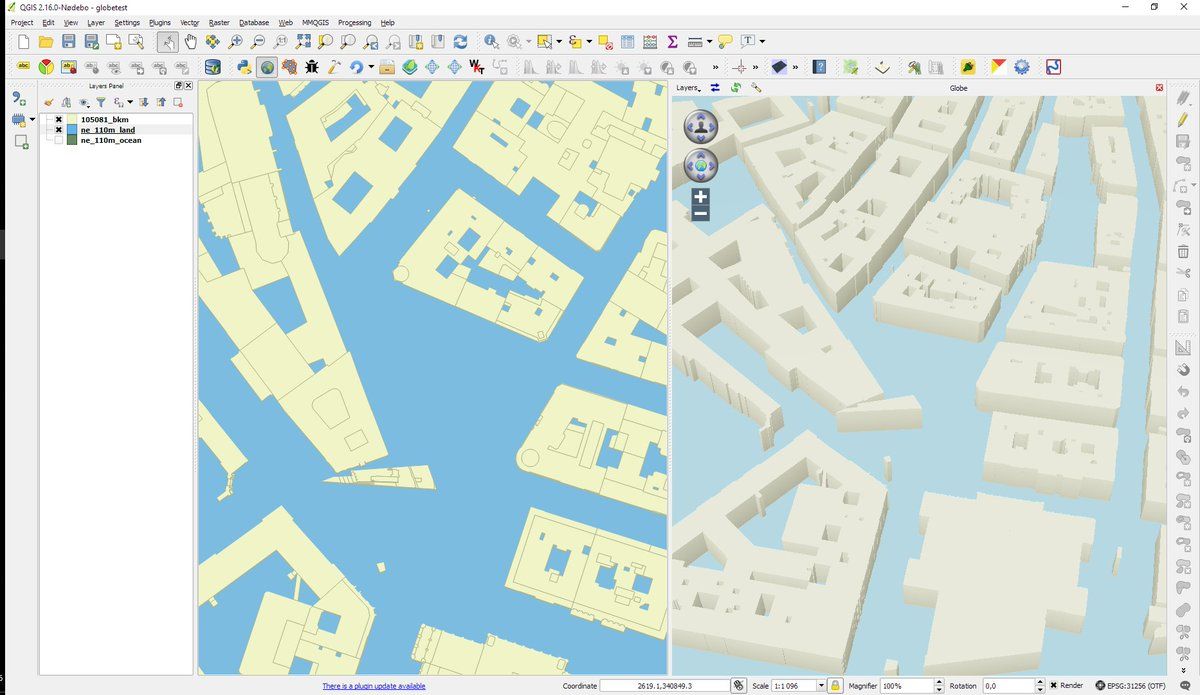 QGIS 2.16.0-Nødebo - globetest
Project Edit View Layer Settings Plugins Vector Raster Database Web MMQGIS Processing Help
Layers Panel
105081_bkm
ne_110m_land
ne_110m_ocean
Layers
Globe
There is a plugin update available
Coordinate 2619.1,340849.3 Scale 1:1 096 Magnifier 100% Rotation 0,0 Render EPSG:31256 (OTF)